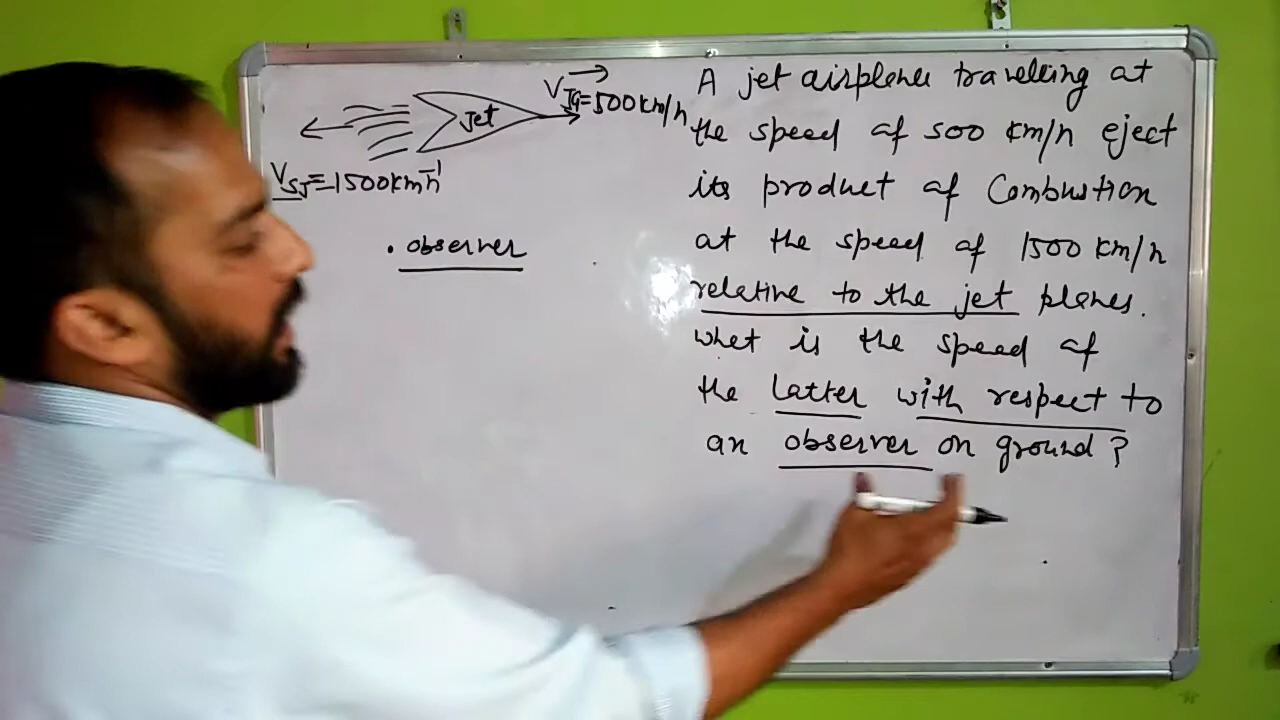 V_JG=500km/h
Jet
V_SJ=-1500kmh⁻¹
. observer
A jet airplane travelling at
the speed of 500 km/h eject
its product of Combustion
at the speed of 1500 km/h
relative to the jet planes.
what is the speed of
the latter with respect to
an observer on ground?